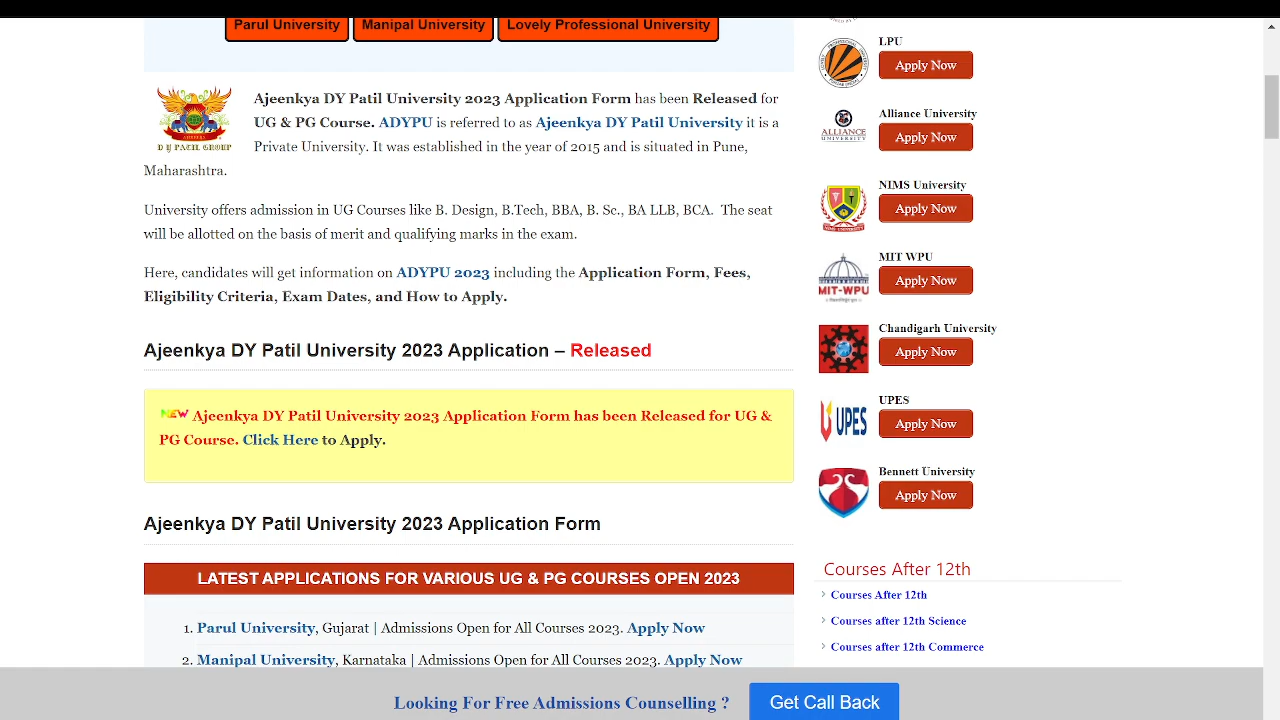 Parul University Manipal University Lovely Professional University
Ajeenkya DY Patil University 2023 Application Form has been Released for
UG & PG Course. ADYPU is referred to as Ajeenkya DY Patil University it is a
Private University. It was established in the year of 2015 and is situated in Pune,
Maharashtra.
D Y PATIL GROUP
University offers admission in UG Courses like B. Design, B.Tech, BBA, B. Sc., BA LLB, BCA. The seat
will be allotted on the basis of merit and qualifying marks in the exam.
Here, candidates will get information on ADYPU 2023 including the Application Form, Fees,
Eligibility Criteria, Exam Dates, and How to Apply.
Ajeenkya DY Patil University 2023 Application – Released
NEW Ajeenkya DY Patil University 2023 Application Form has been Released for UG &
PG Course. Click Here to Apply.
Ajeenkya DY Patil University 2023 Application Form
LATEST APPLICATIONS FOR VARIOUS UG & PG COURSES OPEN 2023
1. Parul University, Gujarat | Admissions Open for All Courses 2023. Apply Now
2. Manipal University, Karnataka | Admissions Open for All Courses 2023. Apply Now
LPU
Apply Now
Alliance University
ALLIANCE
UNIVERSITY
Apply Now
NIMS University
Apply Now
MIT WPU
MIT-WPU
Apply Now
Chandigarh University
Apply Now
UPES
UPES
Apply Now
Bennett University
Apply Now
Courses After 12th
Courses After 12th
Courses after 12th Science
Courses after 12th Commerce
Looking For Free Admissions Counselling ? Get Call Back